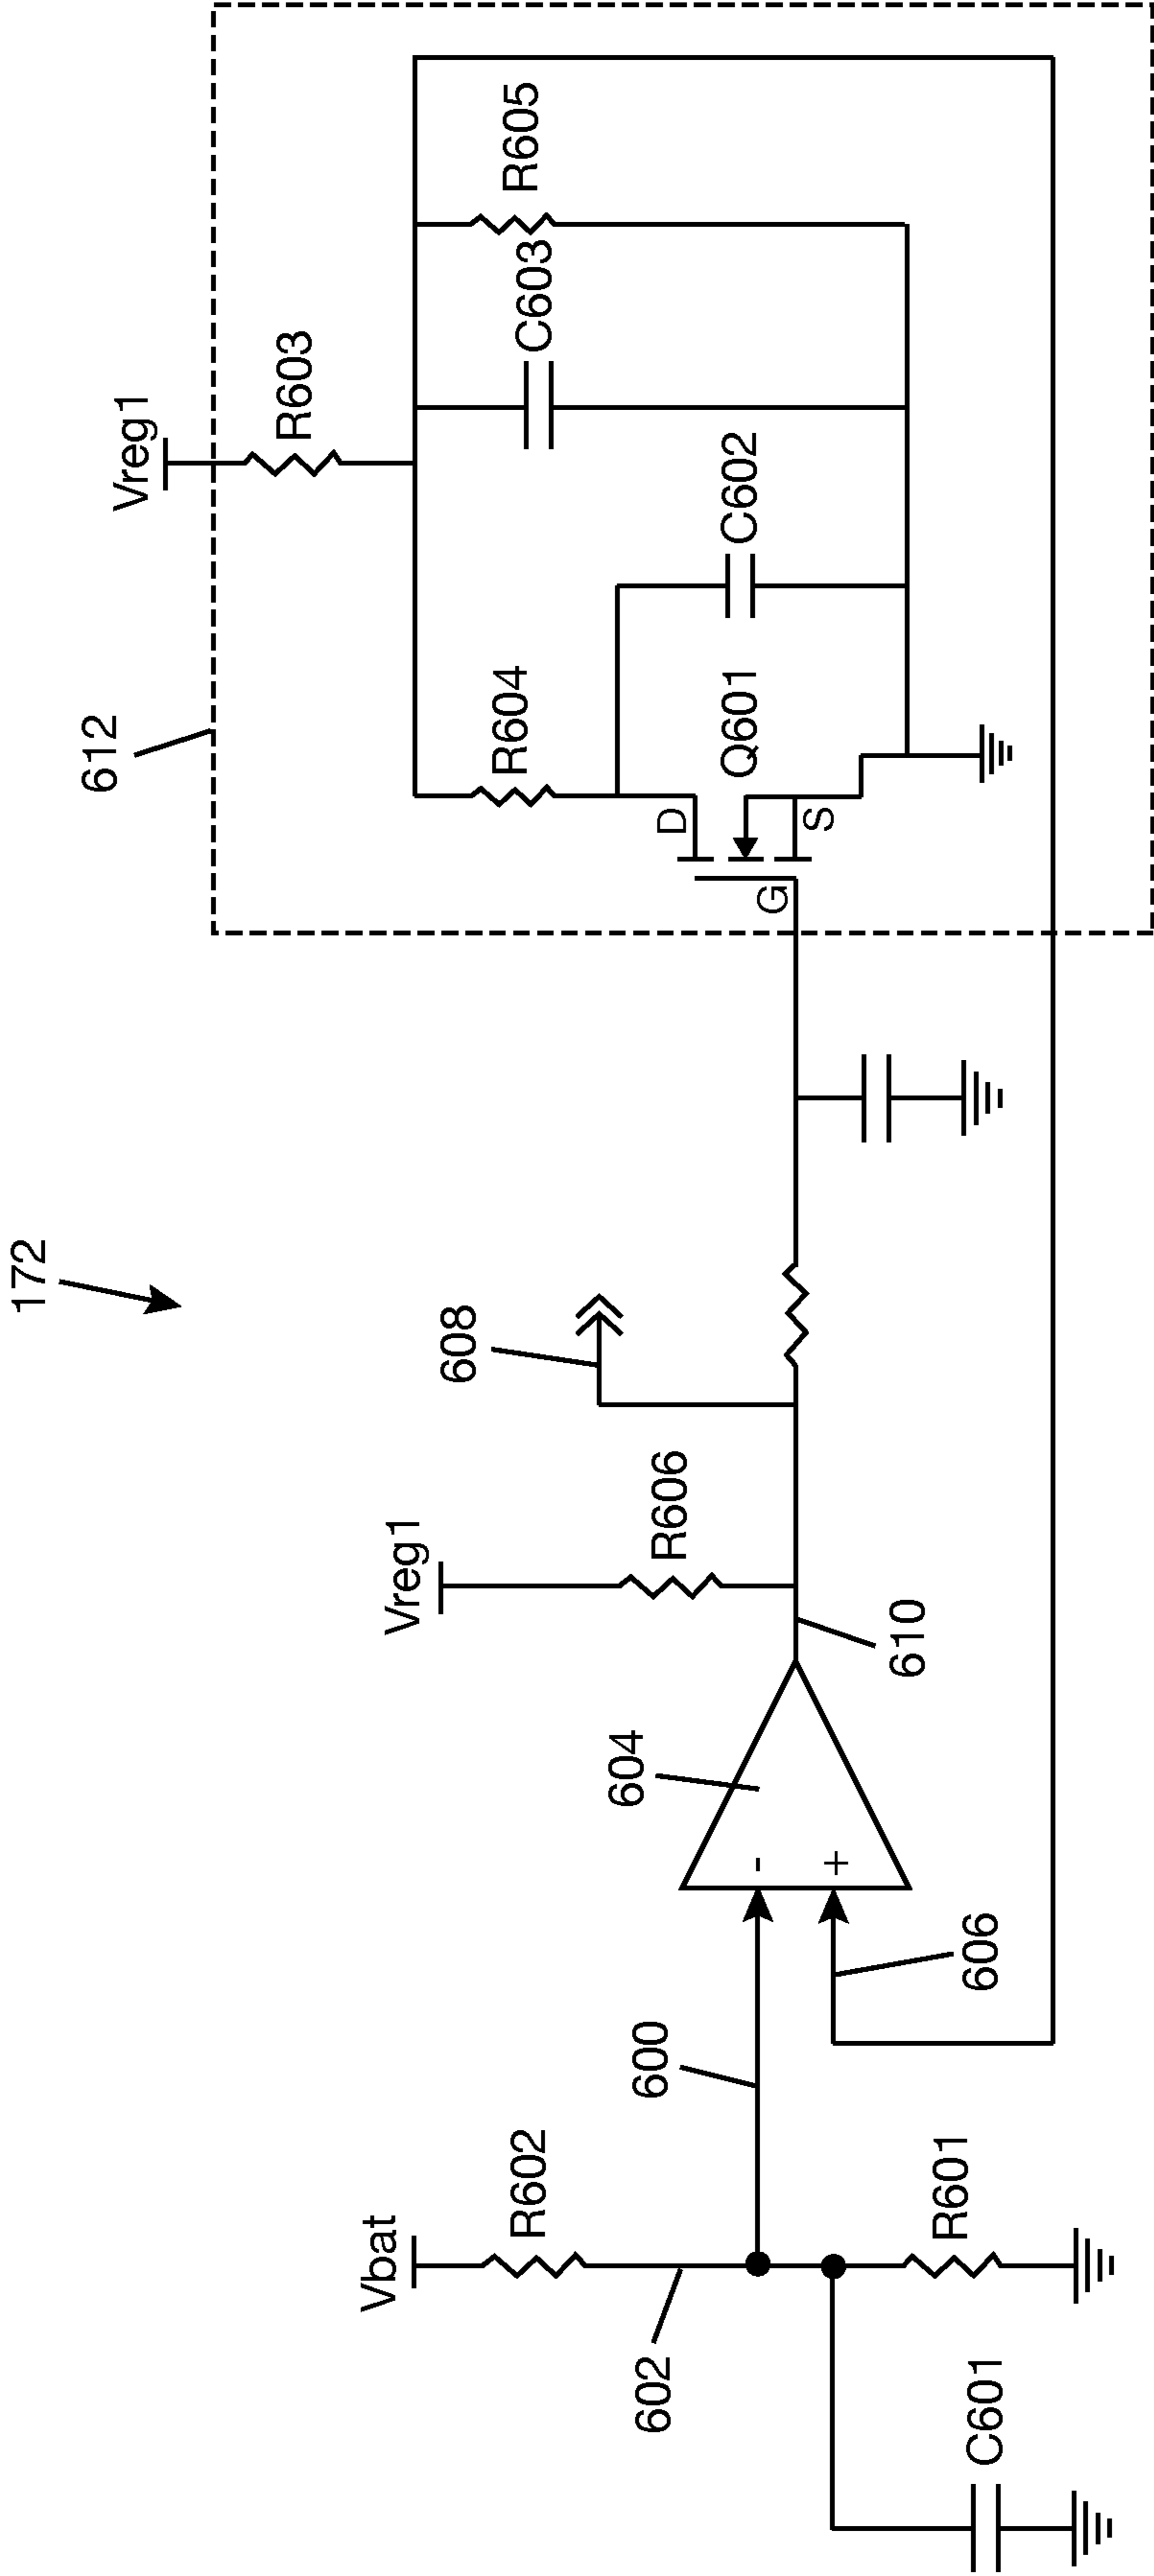 172
612
Vreg1
R603
R605
C603
R604
C602
Q601
D
G
S
608
Vreg1
R606
610
604
-
+
606
600
Vbat
R602
602
R601
C601